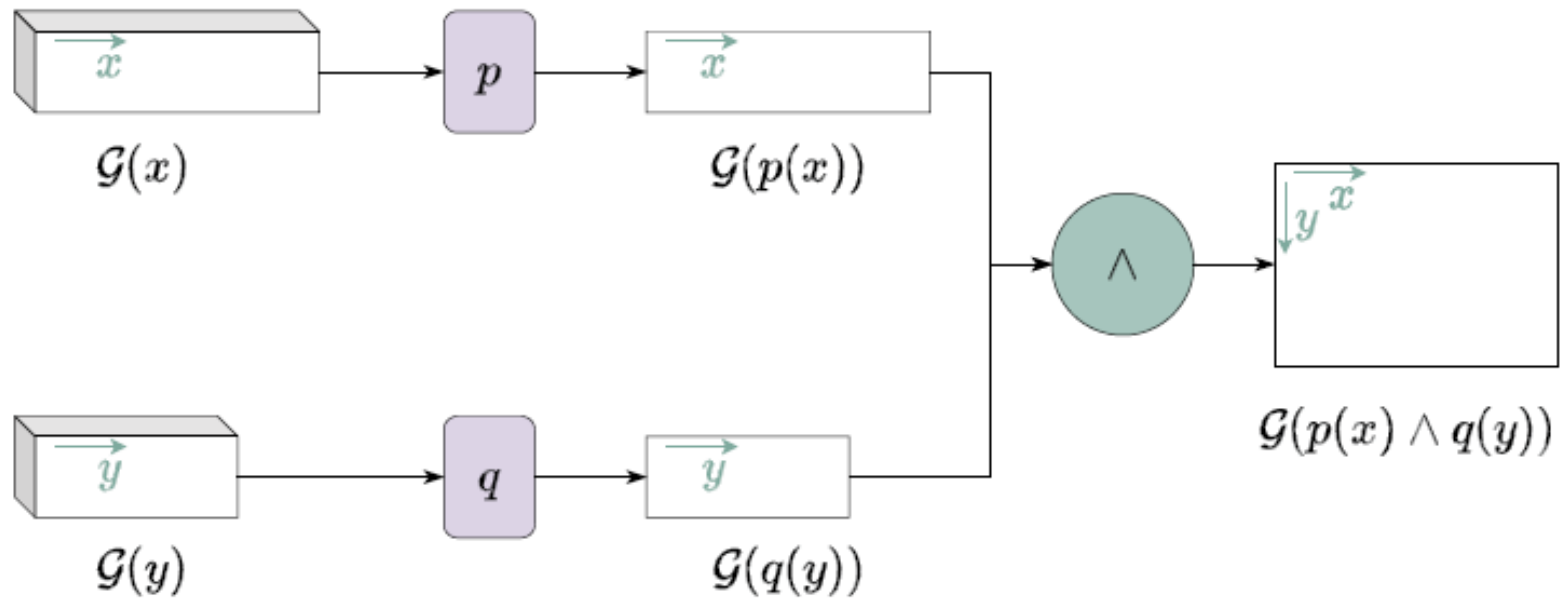 x
p
x
𝒢(x)
𝒢(p(x))
x
y
∧
𝒢(p(x) ∧ q(y))
y
q
y
𝒢(y)
𝒢(q(y))